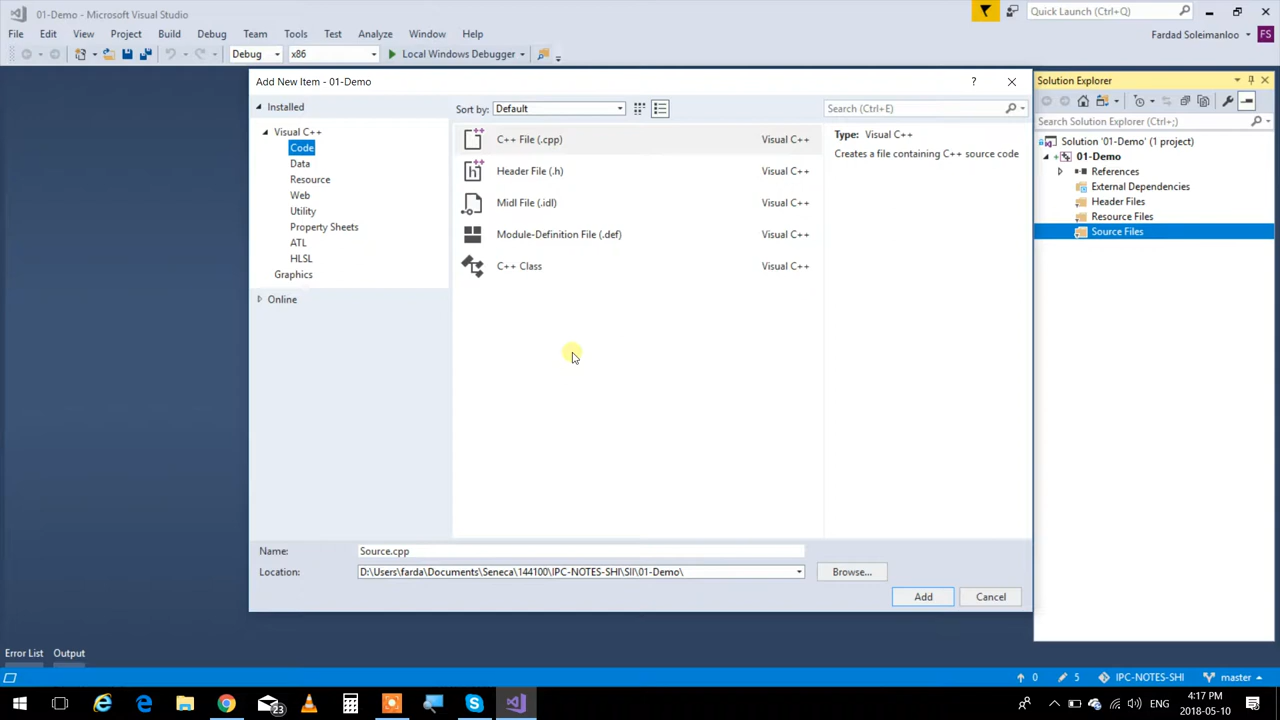 01-Demo - Microsoft Visual Studio
Quick Launch (Ctrl+Q)
File Edit View Project Build Debug Team Tools Test Analyze Window Help
Fardad Soleimanloo FS
Debug x86 Local Windows Debugger
Add New Item - 01-Demo ?
Solution Explorer
Installed
Sort by: Default
Search (Ctrl+E)
Search Solution Explorer (Ctrl+;)
Visual C++
Code
Data
Resource
Web
Utility
Property Sheets
ATL
HLSL
Graphics
Online
C++ File (.cpp) Visual C++
Header File (.h) Visual C++
Midl File (.idl) Visual C++
Module-Definition File (.def) Visual C++
C++ Class Visual C++
Type: Visual C++
Creates a file containing C++ source code
Solution '01-Demo' (1 project)
01-Demo
References
External Dependencies
Header Files
Resource Files
Source Files
Name: Source.cpp
Location: D:\Users\farda\Documents\Seneca\144100\IPC-NOTES-SHI\SII\01-Demo\ Browse...
Add Cancel
Error List Output
0 5 IPC-NOTES-SHI master
23
ENG
4:17 PM
2018-05-10